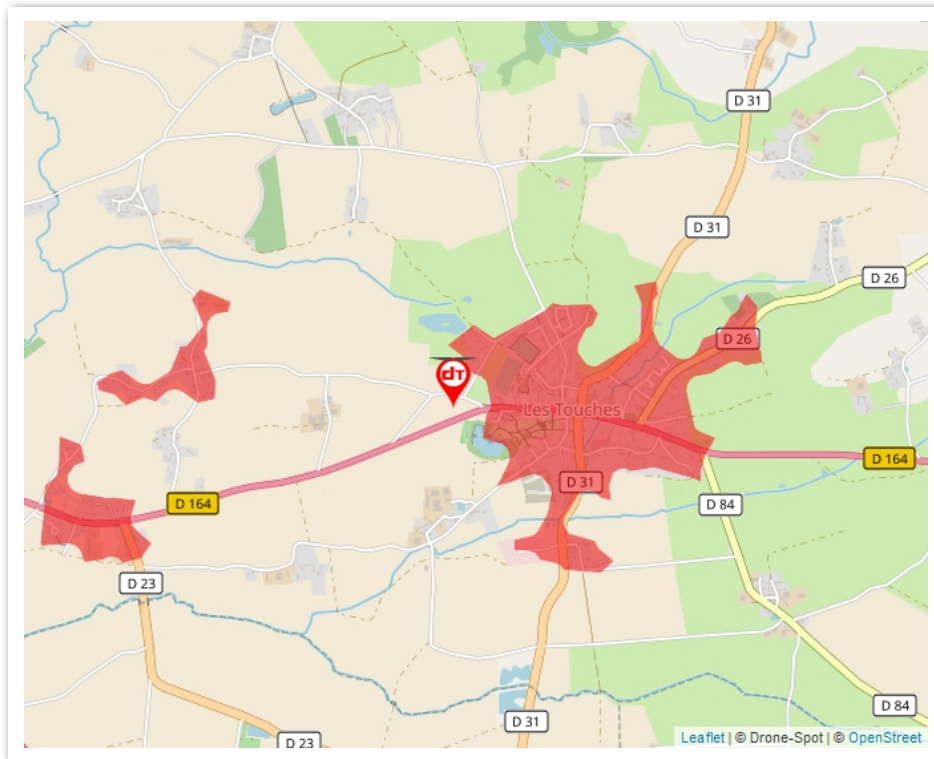 D 31
D 31
D 26
D 26
dT
Les Touches
D 164
D 31
D 164
D 84
D 23
D 84
D 31
D 23
Leaflet | © Drone-Spot | © OpenStreet